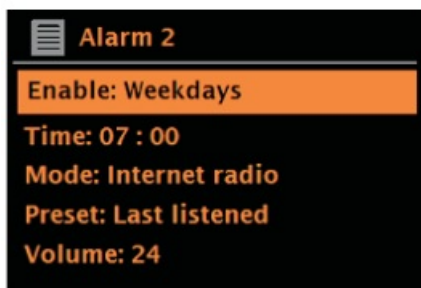 Alarm 2
Enable: Weekdays
Time: 07 : 00
Mode: Internet radio
Preset: Last listened
Volume: 24